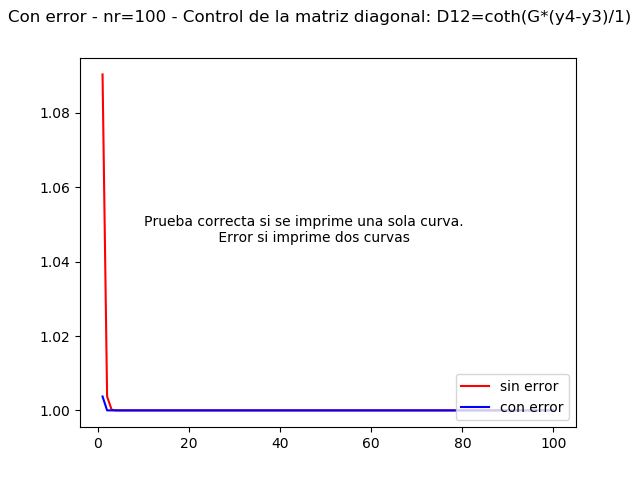 Con error - nr=100 - Control de la matriz diagonal: D12=coth(G*(y4-y3)/1)
1.08
1.06
1.04
1.02
1.00
Prueba correcta si se imprime una sola curva.
Error si imprime dos curvas
sin error
con error
0 20 40 60 80 100